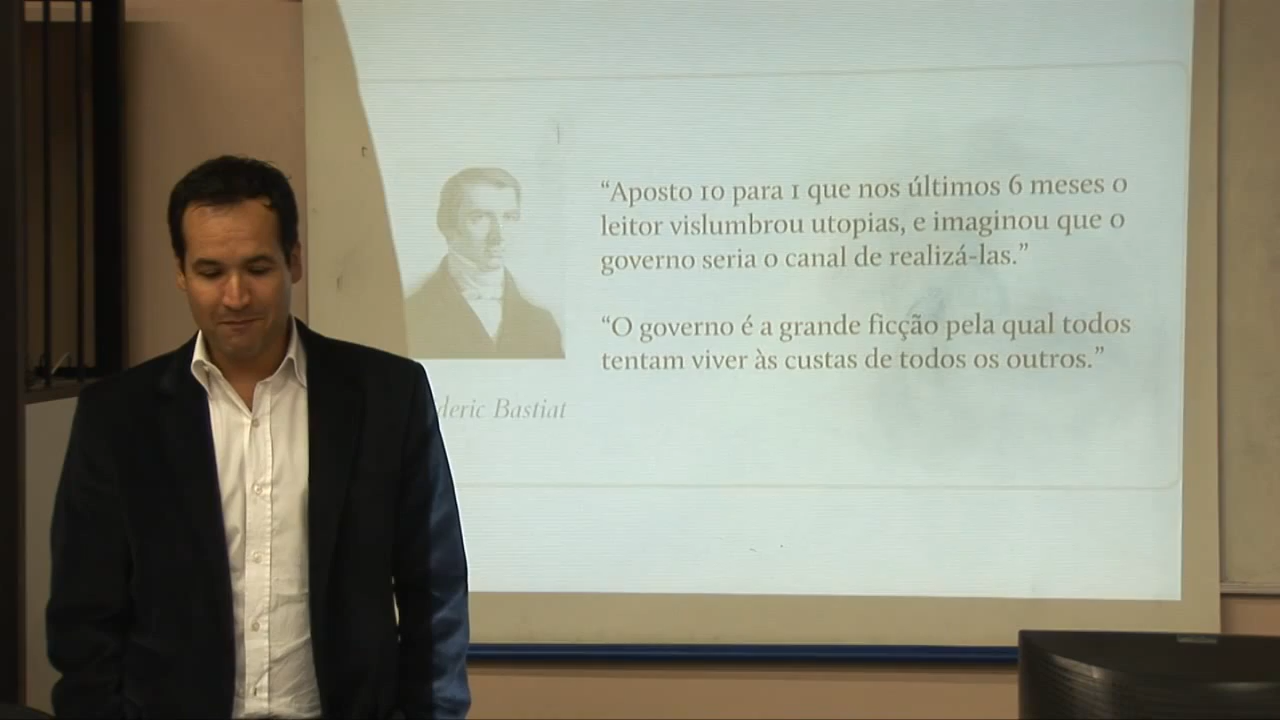 “Aposto 10 para 1 que nos últimos 6 meses o
leitor vislumbrou utopias, e imaginou que o
governo seria o canal de realizá-las.”
“O governo é a grande ficção pela qual todos
tentam viver às custas de todos os outros.”
deric Bastiat